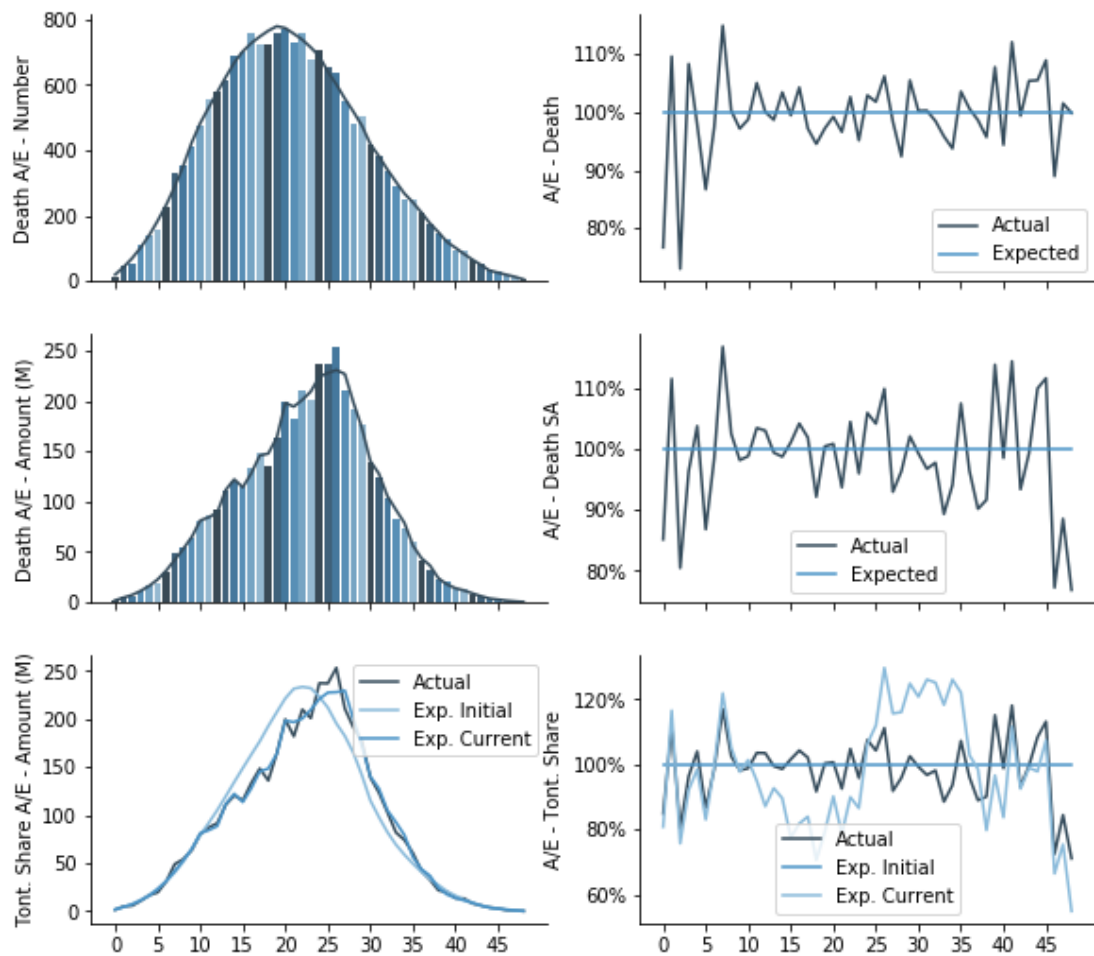 Death A/E - Number
800
600
400
200
0
A/E - Death
110%
100%
90%
80%
Actual
Expected
Death A/E - Amount (M)
250
200
150
100
50
0
A/E - Death SA
110%
100%
90%
80%
Actual
Expected
Tont. Share A/E - Amount (M)
250
200
150
100
50
0
Actual
Exp. Initial
Exp. Current
0 5 10 15 20 25 30 35 40 45
A/E - Tont. Share
120%
100%
80%
60%
Actual
Exp. Initial
Exp. Current
0 5 10 15 20 25 30 35 40 45